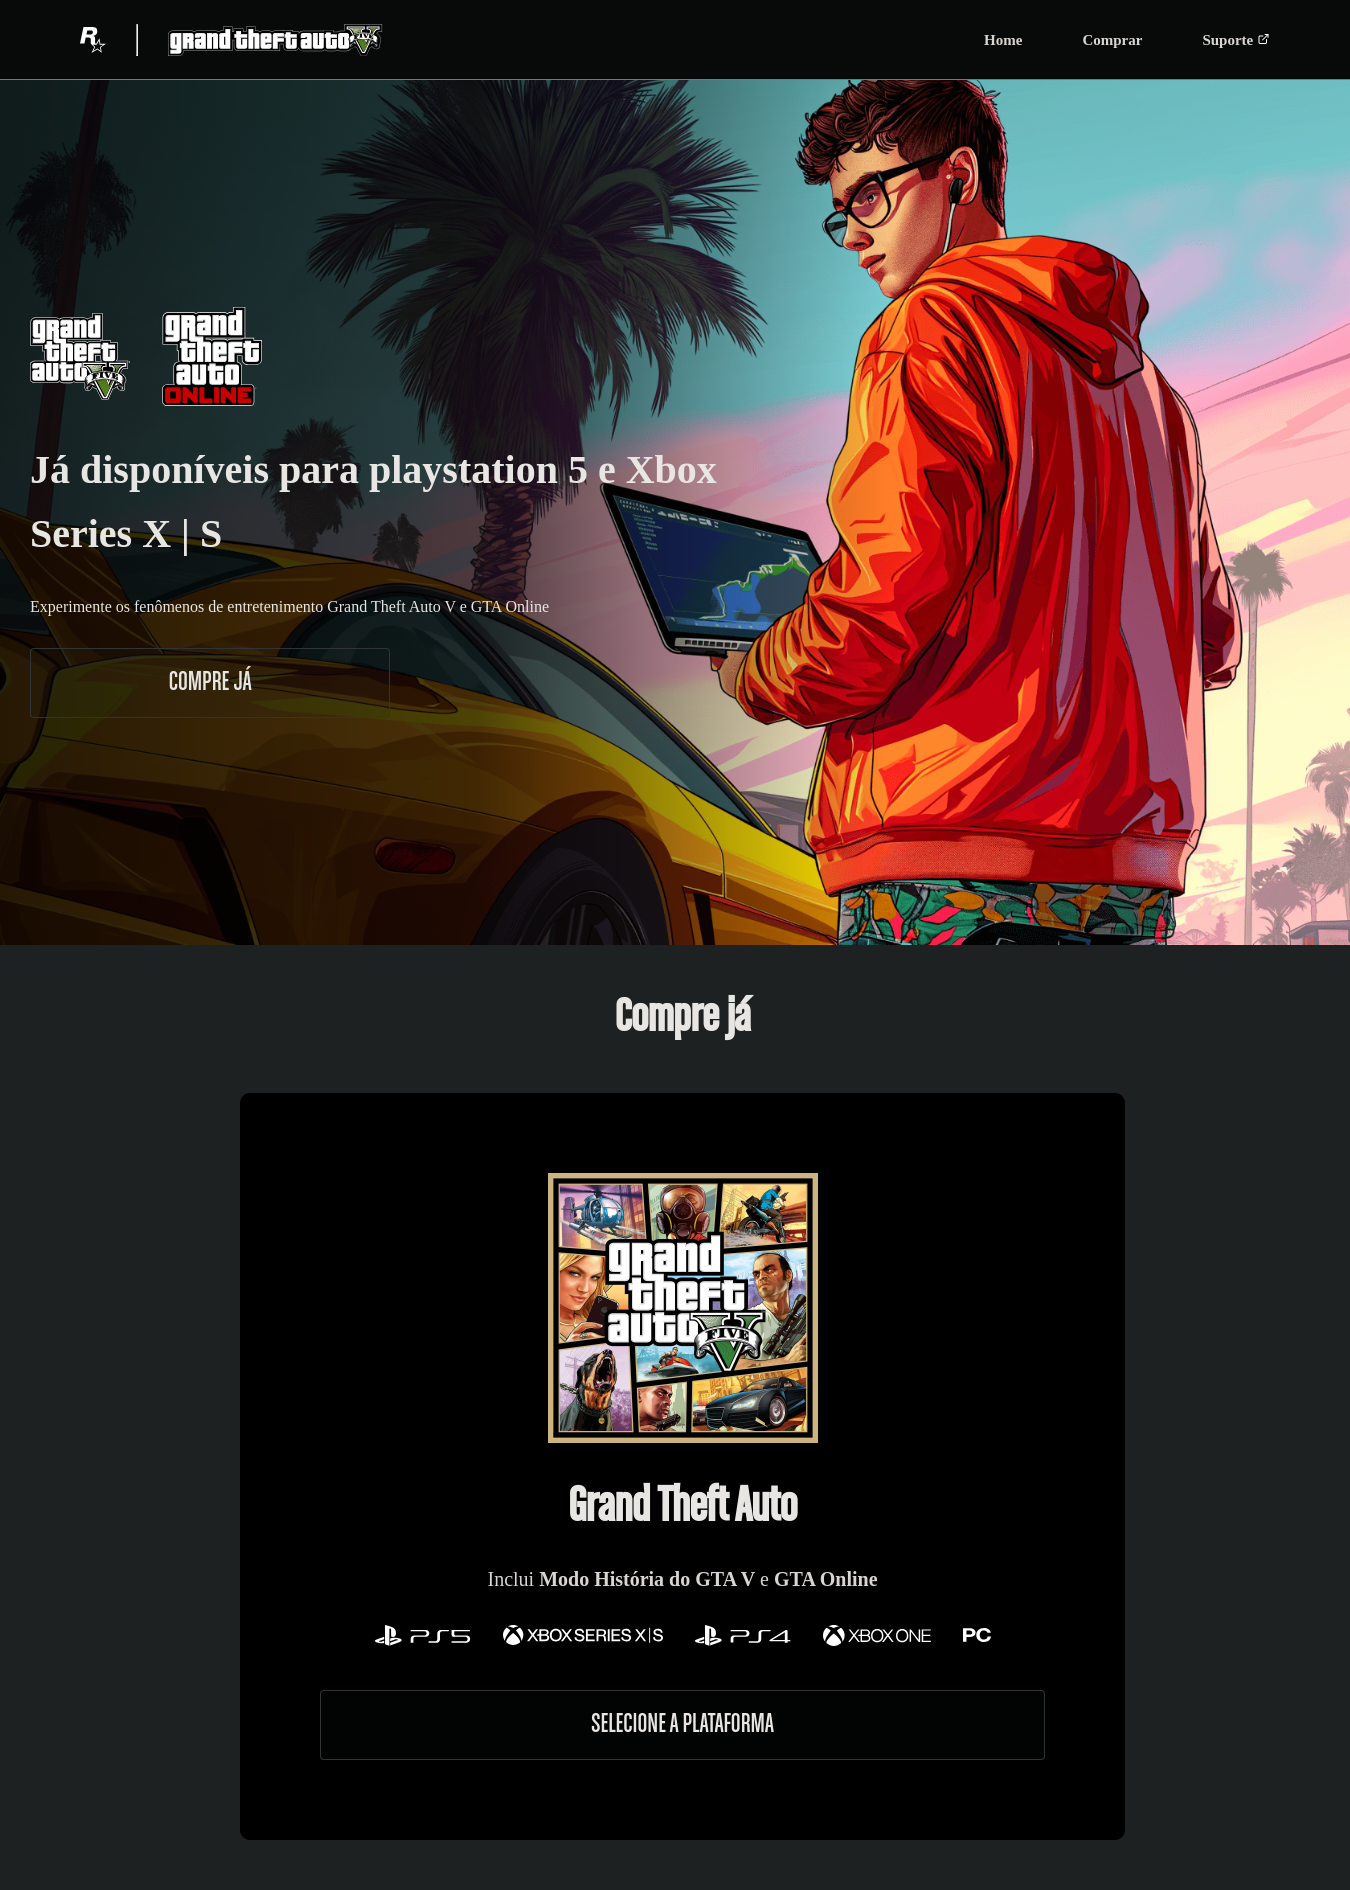 R
grand theft auto V
FIVE
Home
Comprar
Suporte
grand
theft
auto
FIVE
grand
theft
auto
ONLINE
Já disponíveis para playstation 5 e Xbox
Series X | S
Experimente os fenômenos de entretenimento Grand Theft Auto V e GTA Online
COMPRE JÁ
Compre já
grand
theft
auto
FIVE
Grand Theft Auto
Inclui Modo História do GTA V e GTA Online
PS5 XBOX SERIES X|S PS4 XBOX ONE PC
SELECIONE A PLATAFORMA